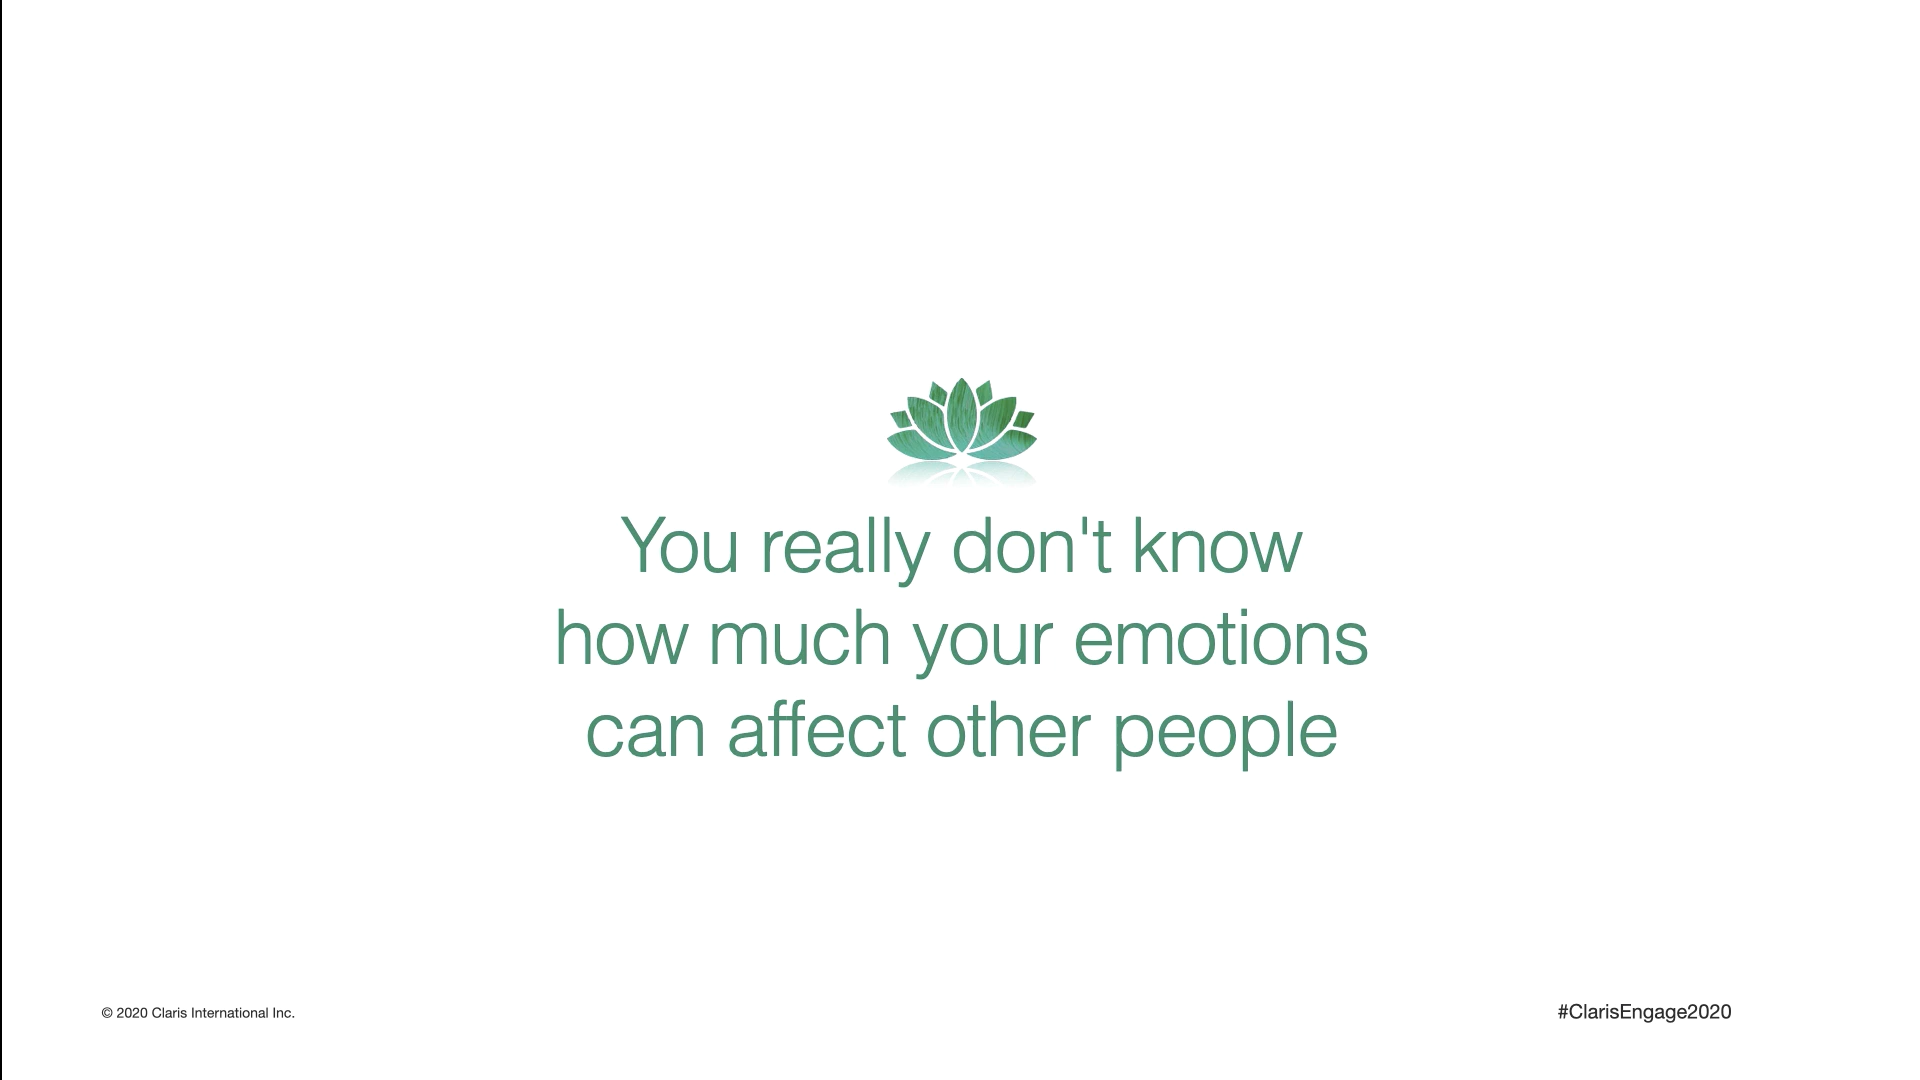 You really don't know
how much your emotions
can affect other people
© 2020 Claris International Inc.
#ClarisEngage2020